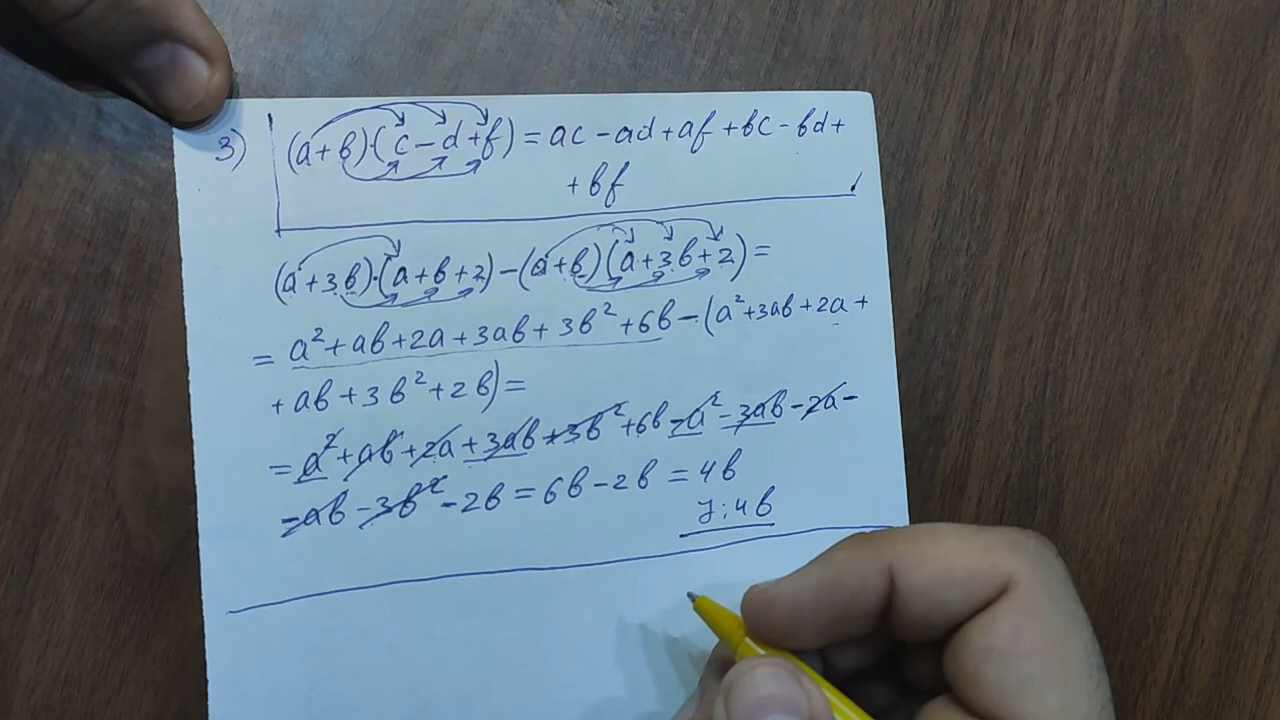 3) (a+b)·(c-d+f)=ac-ad+af+bc-bd+
+bf
(a+3b)·(a+b+2)-(a+b)(a+3b+2)=
=a²+ab+2a+3ab+3b²+6b-(a²+3ab+2a+
+ab+3b²+2b)=
=a²+ab+2a+3ab+3b²+6b-a²-3ab-2a-
-ab-3b²-2b=6b-2b=4b
J:4b